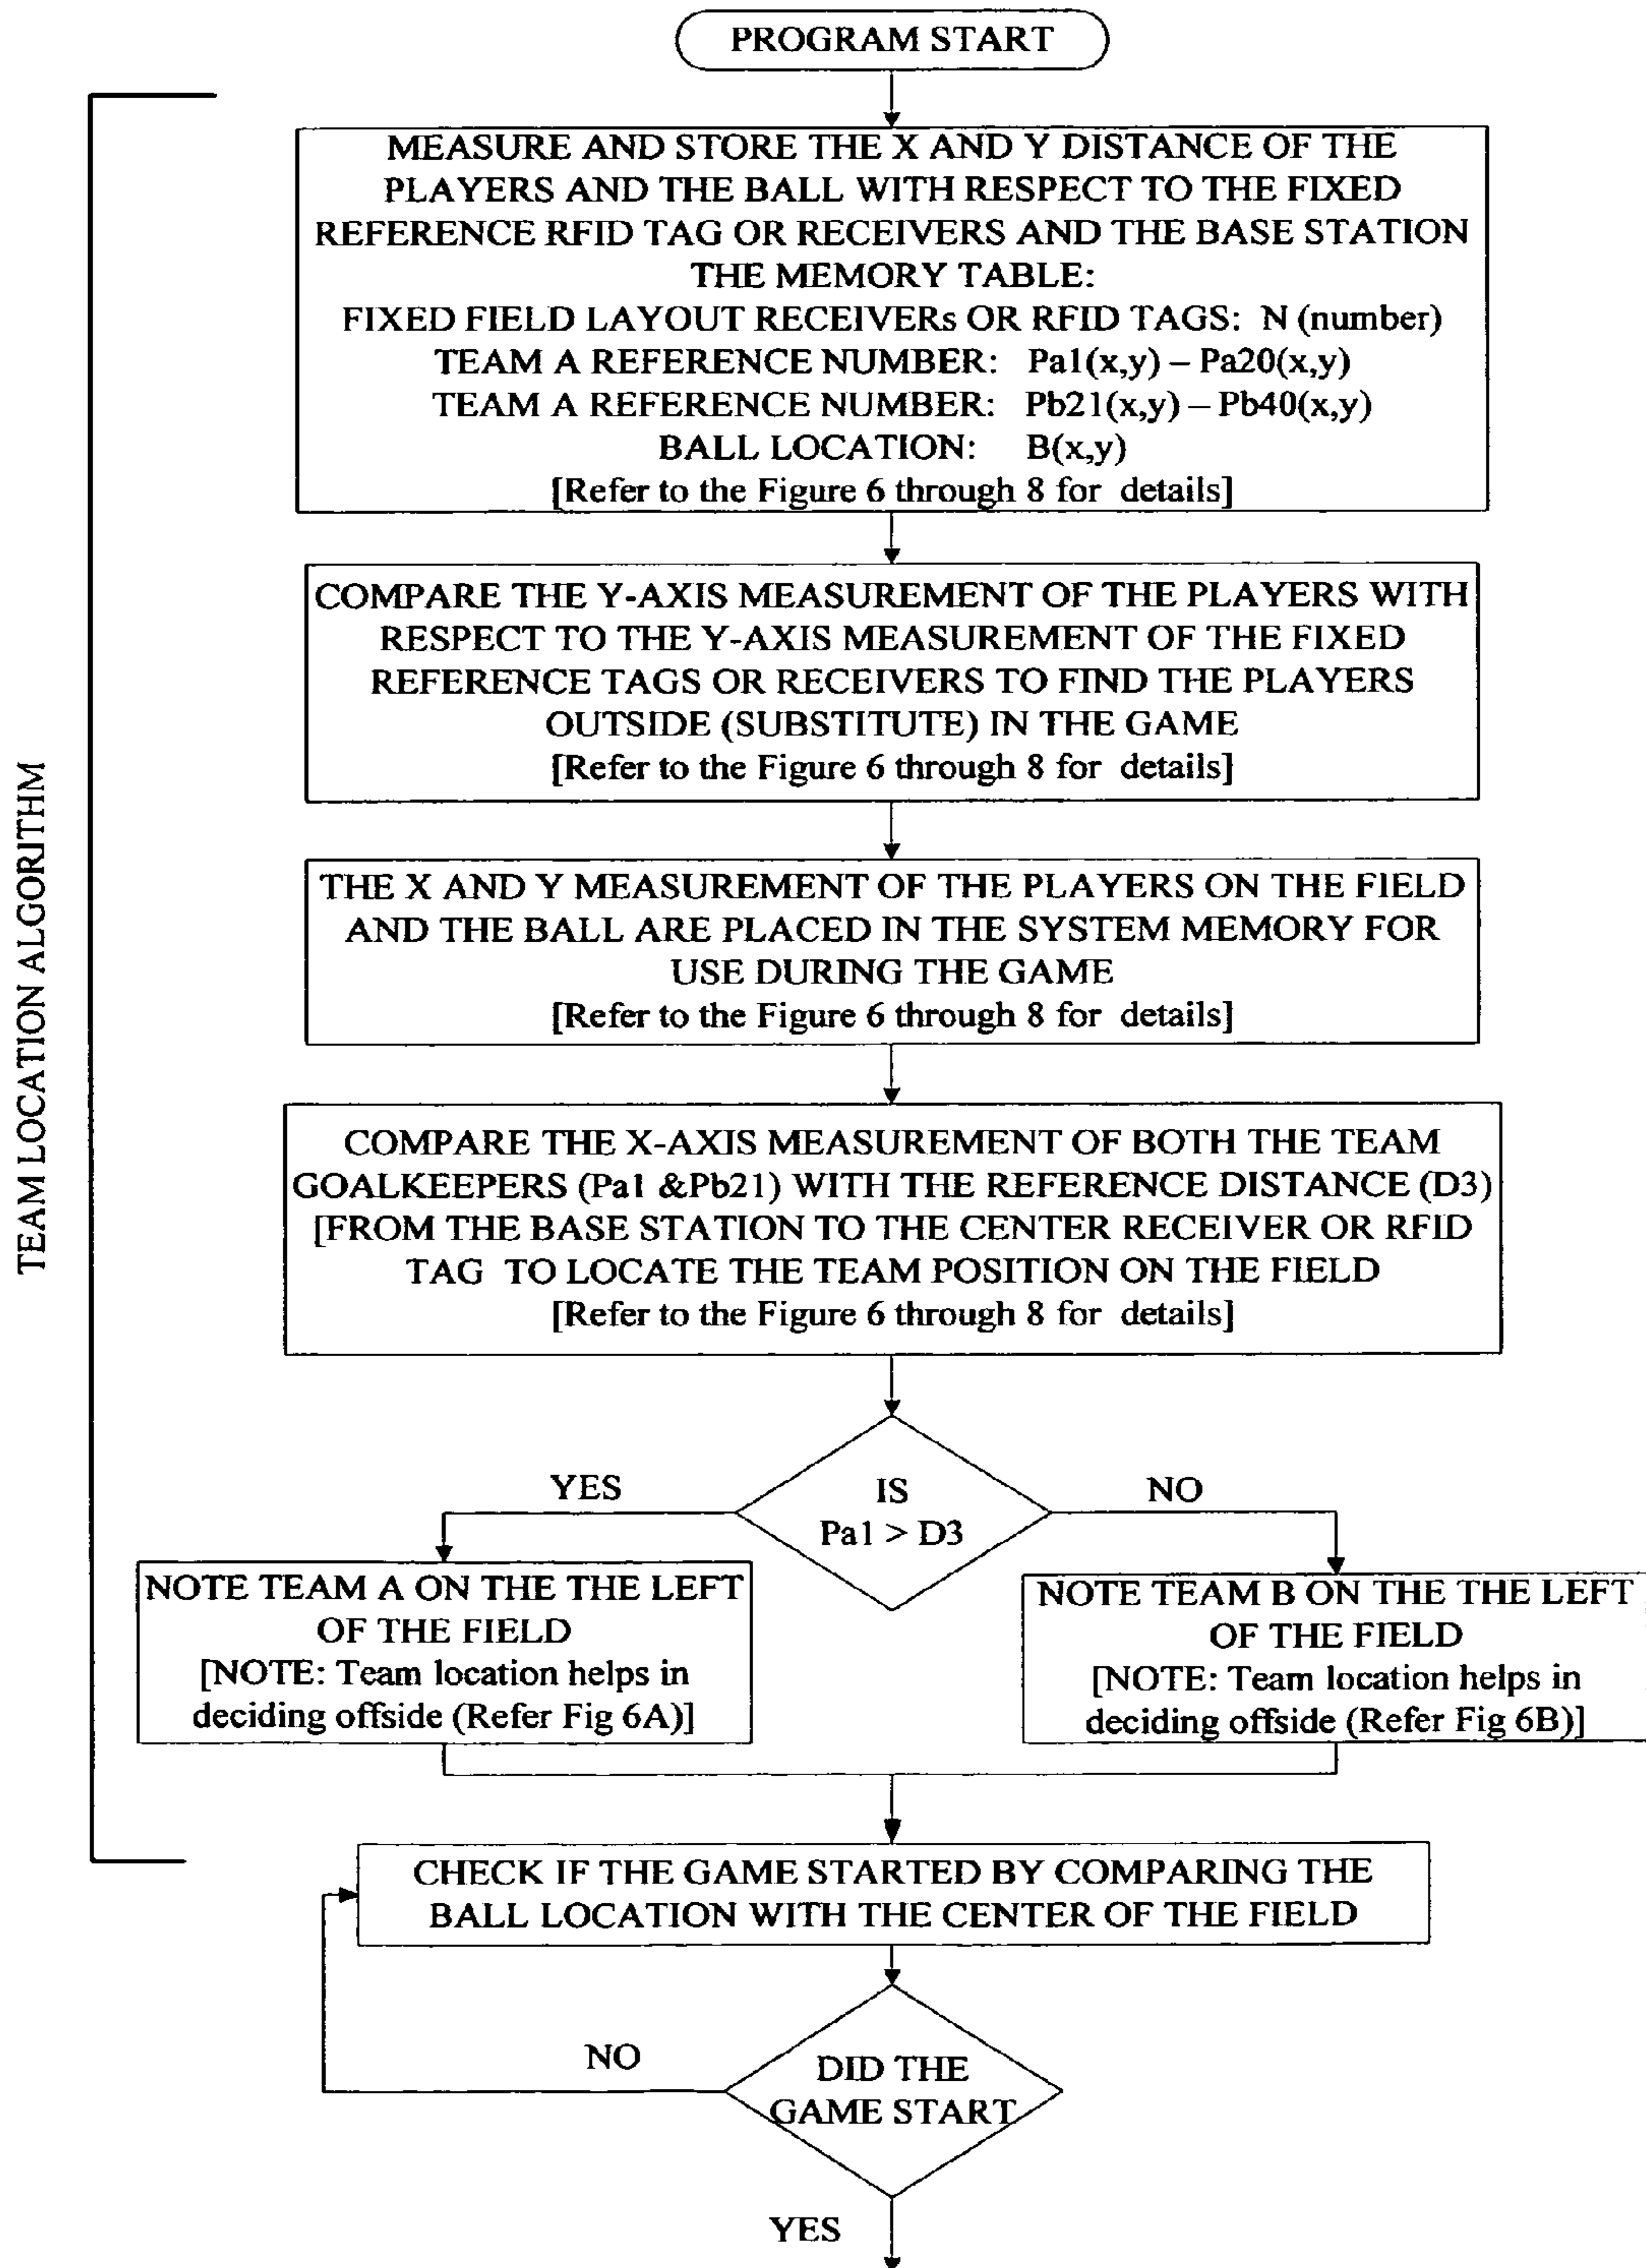 PROGRAM START
MEASURE AND STORE THE X AND Y DISTANCE OF THE
PLAYERS AND THE BALL WITH RESPECT TO THE FIXED
REFERENCE RFID TAG OR RECEIVERS AND THE BASE STATION
THE MEMORY TABLE:
FIXED FIELD LAYOUT RECEIVERs OR RFID TAGS: N (number)
TEAM A REFERENCE NUMBER: Pa1(x,y) – Pa20(x,y)
TEAM A REFERENCE NUMBER: Pb21(x,y) – Pb40(x,y)
BALL LOCATION: B(x,y)
[Refer to the Figure 6 through 8 for details]
COMPARE THE Y-AXIS MEASUREMENT OF THE PLAYERS WITH
RESPECT TO THE Y-AXIS MEASUREMENT OF THE FIXED
REFERENCE TAGS OR RECEIVERS TO FIND THE PLAYERS
OUTSIDE (SUBSTITUTE) IN THE GAME
[Refer to the Figure 6 through 8 for details]
THE X AND Y MEASUREMENT OF THE PLAYERS ON THE FIELD
AND THE BALL ARE PLACED IN THE SYSTEM MEMORY FOR
USE DURING THE GAME
[Refer to the Figure 6 through 8 for details]
TEAM LOCATION ALGORITHM
COMPARE THE X-AXIS MEASUREMENT OF BOTH THE TEAM
GOALKEEPERS (Pa1 &Pb21) WITH THE REFERENCE DISTANCE (D3)
[FROM THE BASE STATION TO THE CENTER RECEIVER OR RFID
TAG TO LOCATE THE TEAM POSITION ON THE FIELD
[Refer to the Figure 6 through 8 for details]
IS
Pa1 > D3
YES
NO
NOTE TEAM A ON THE THE LEFT
OF THE FIELD
[NOTE: Team location helps in
deciding offside (Refer Fig 6A)]
NOTE TEAM B ON THE THE LEFT
OF THE FIELD
[NOTE: Team location helps in
deciding offside (Refer Fig 6B)]
CHECK IF THE GAME STARTED BY COMPARING THE
BALL LOCATION WITH THE CENTER OF THE FIELD
NO
DID THE
GAME START
YES